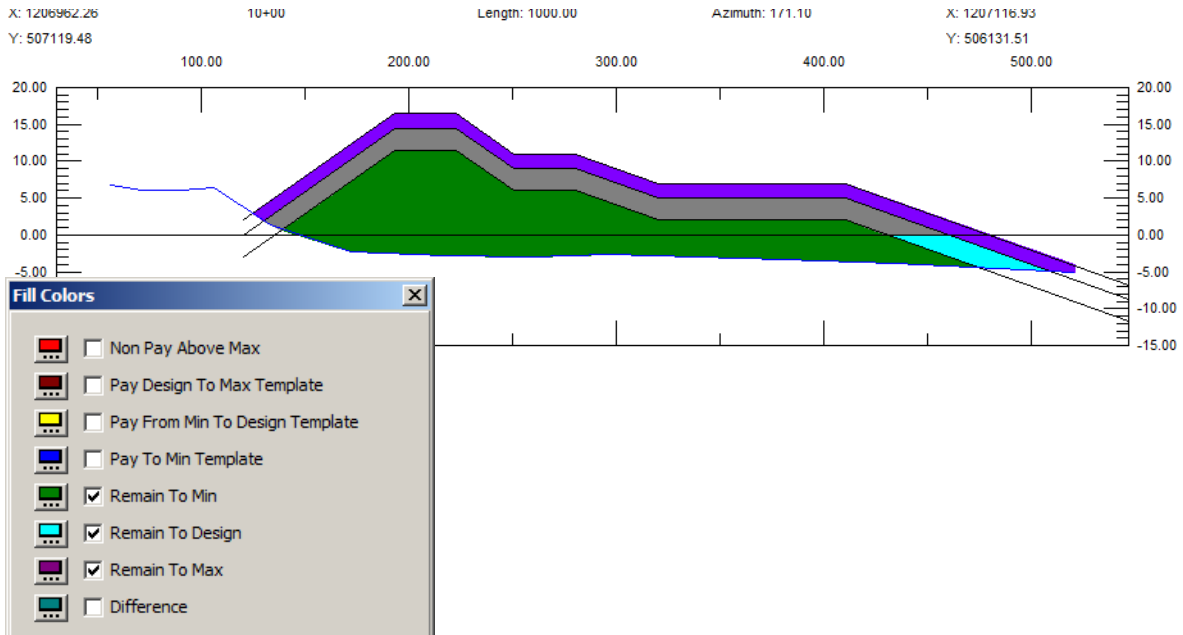 X: 1206962.26 10+00 Length: 1000.00 Azimuth: 171.10 X: 1207116.93
Y: 507119.48 Y: 506131.51
100.00 200.00 300.00 400.00 500.00
20.00 20.00
15.00 15.00
10.00 10.00
5.00 5.00
0.00 0.00
-5.00 -5.00
-10.00
-15.00
Fill Colors
Non Pay Above Max
Pay Design To Max Template
Pay From Min To Design Template
Pay To Min Template
Remain To Min
Remain To Design
Remain To Max
Difference